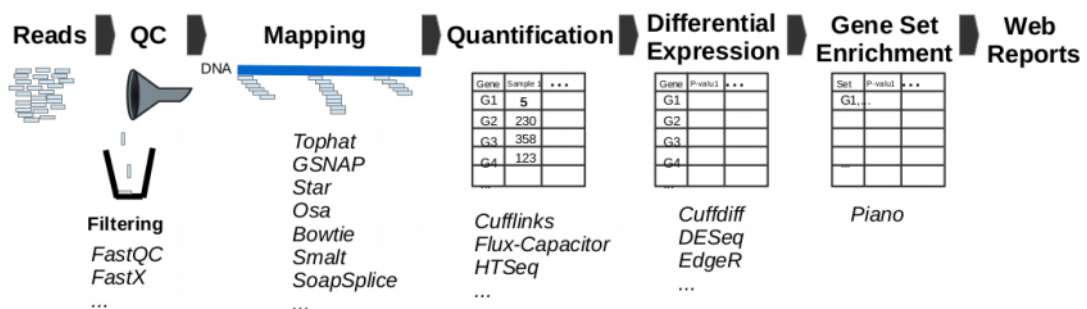 Reads
QC
Mapping
Quantification
Differential
Expression
Gene Set
Enrichment
Web
Reports
DNA
Filtering
FastQC
FastX
...
Tophat
GSNAP
Star
Osa
Bowtie
Smalt
SoapSplice
...
Gene Sample 1 ...
G1 5
G2 230
G3 358
G4 123
...
Cufflinks
Flux-Capacitor
HTSeq
...
Gene P-valu1 ...
G1
G2
G3
G4
...
Cuffdiff
DESeq
EdgeR
...
Set P-valu1 ...
G1,...
...
Piano